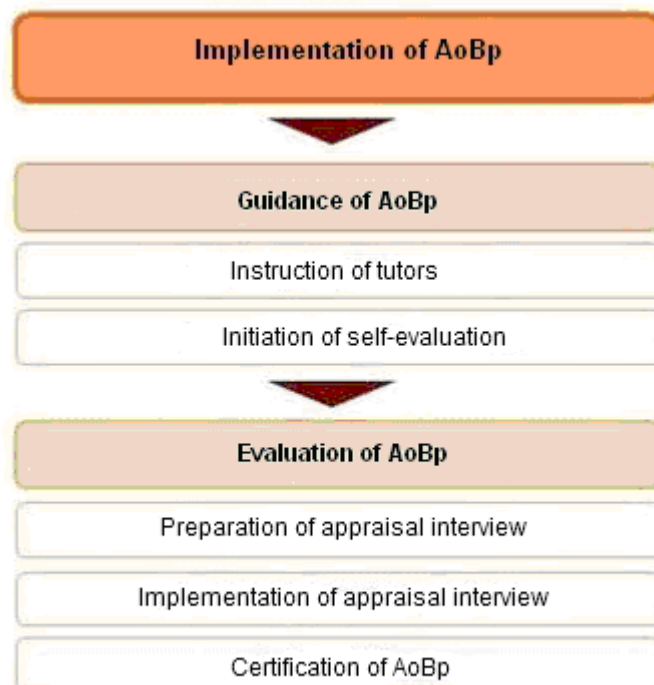 Implementation of AoBp
Guidance of AoBp
Instruction of tutors
Initiation of self-evaluation
Evaluation of AoBp
Preparation of appraisal interview
Implementation of appraisal interview
Certification of AoBp